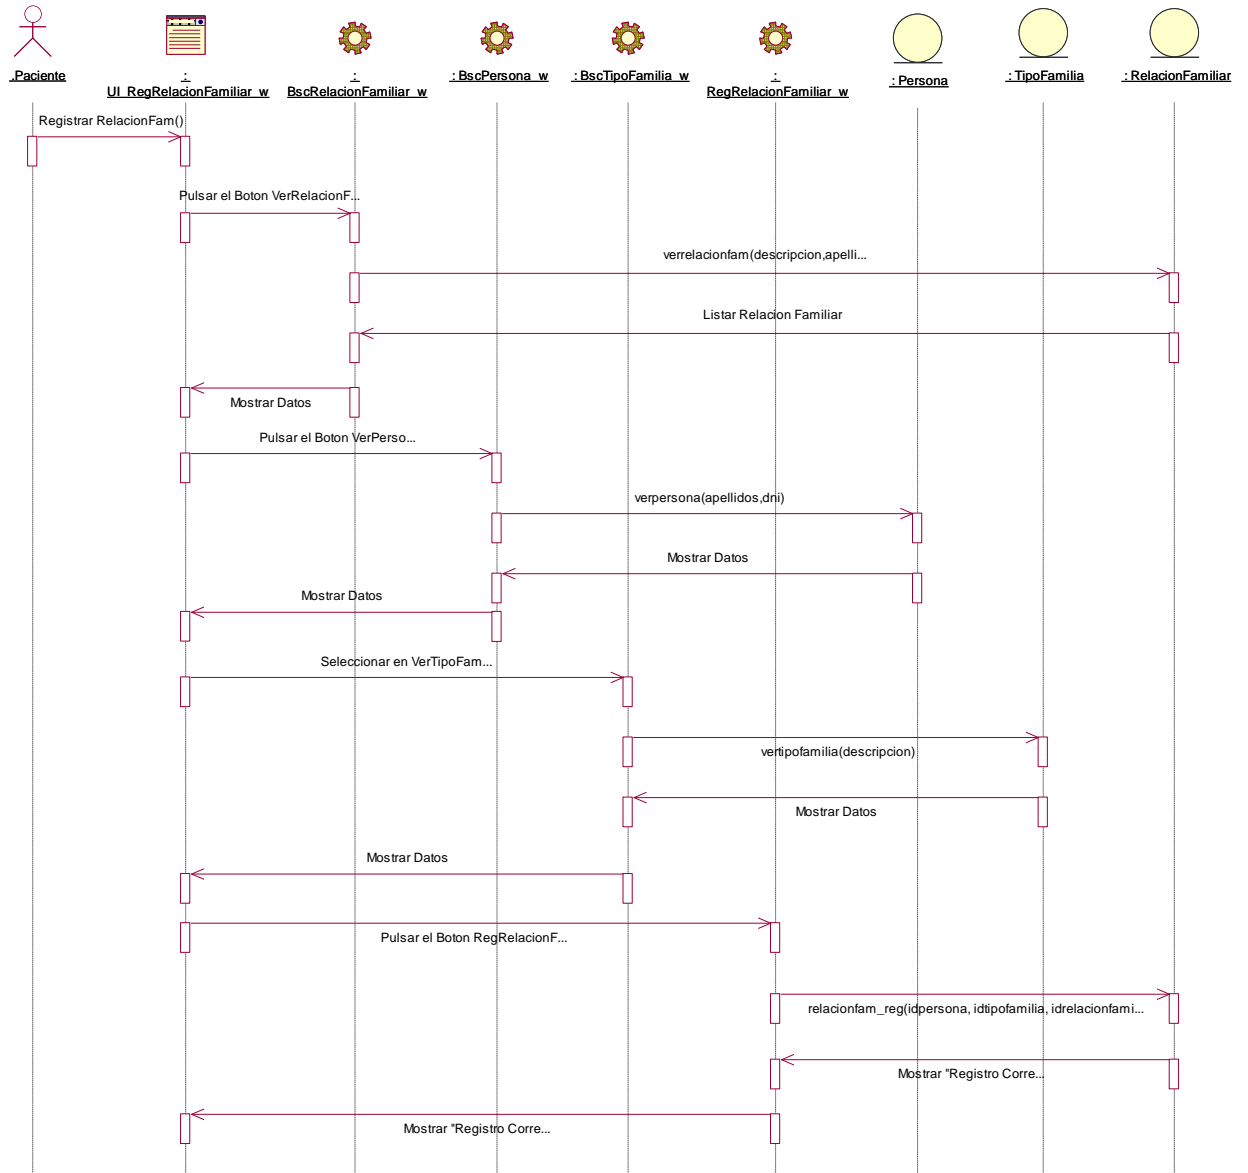 .Paciente
:
UI_RegRelacionFamiliar_w
:
BscRelacionFamiliar_w
: BscPersona_w
: BscTipoFamilia_w
:
RegRelacionFamiliar_w
: Persona
: TipoFamilia
: RelacionFamiliar
Registrar RelacionFam()
Pulsar el Boton VerRelacionF...
verrelacionfam(descripcion,apelli...
Listar Relacion Familiar
Mostrar Datos
Pulsar el Boton VerPerso...
verpersona(apellidos,dni)
Mostrar Datos
Mostrar Datos
Seleccionar en VerTipoFam...
vertipofamilia(descripcion)
Mostrar Datos
Mostrar Datos
Pulsar el Boton RegRelacionF...
relacionfam_reg(idpersona, idtipofamilia, idrelacionfami...
Mostrar "Registro Corre...
Mostrar "Registro Corre...